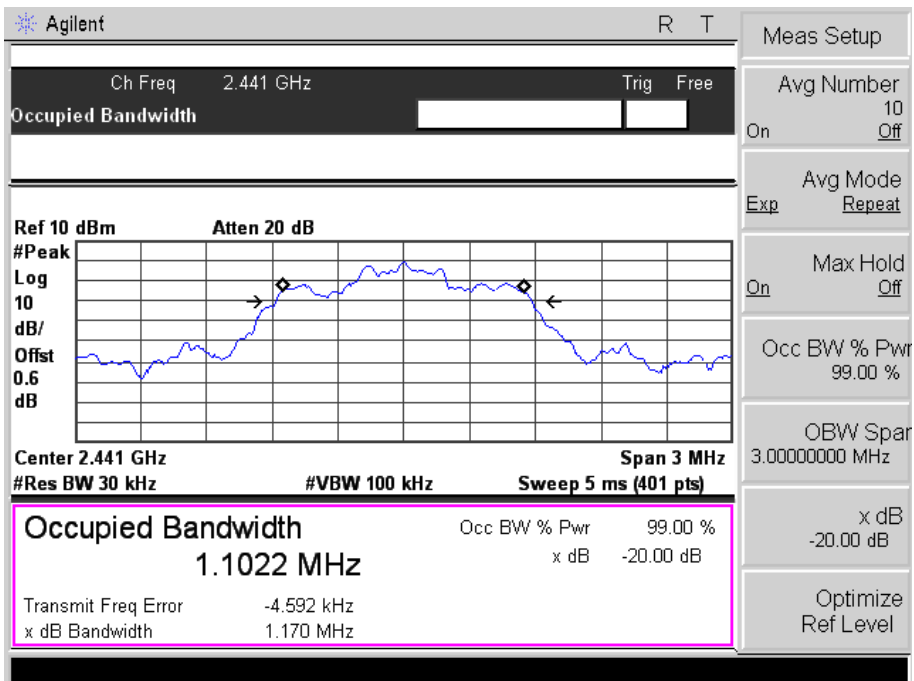 Agilent R T
Ch Freq 2.441 GHz Trig Free
Occupied Bandwidth
Ref 10 dBm Atten 20 dB
#Peak
Log
10
dB/
Offst
0.6
dB
Center 2.441 GHz Span 3 MHz
#Res BW 30 kHz #VBW 100 kHz Sweep 5 ms (401 pts)
Occupied Bandwidth Occ BW % Pwr 99.00 %
1.1022 MHz x dB -20.00 dB
Transmit Freq Error -4.592 kHz
x dB Bandwidth 1.170 MHz
Meas Setup
Avg Number
10
On Off
Avg Mode
Exp Repeat
Max Hold
On Off
Occ BW % Pwr
99.00 %
OBW Spar
3.00000000 MHz
x dB
-20.00 dB
Optimize
Ref Level